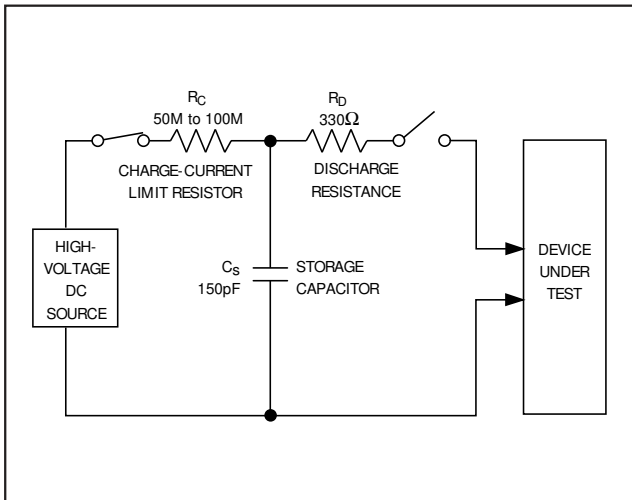 R_C
50M to 100M
CHARGE-CURRENT
LIMIT RESISTOR
R_D
330Ω
DISCHARGE
RESISTANCE
HIGH-
VOLTAGE
DC
SOURCE
C_S
150pF
STORAGE
CAPACITOR
DEVICE
UNDER
TEST